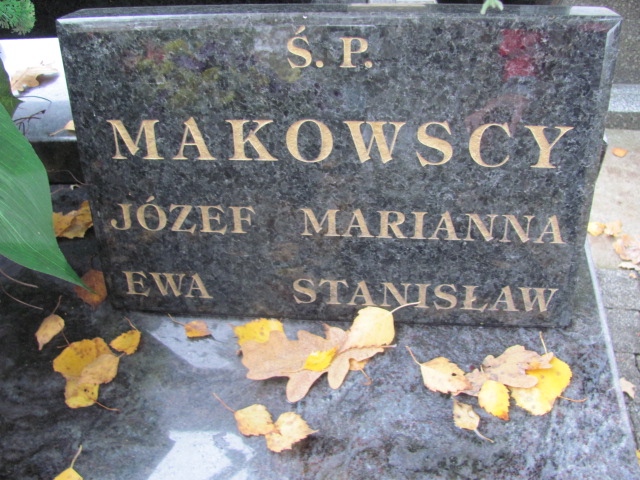 Ś. P.
MAKOWSCY
JÓZEF MARIANNA
EWA STANISŁAW